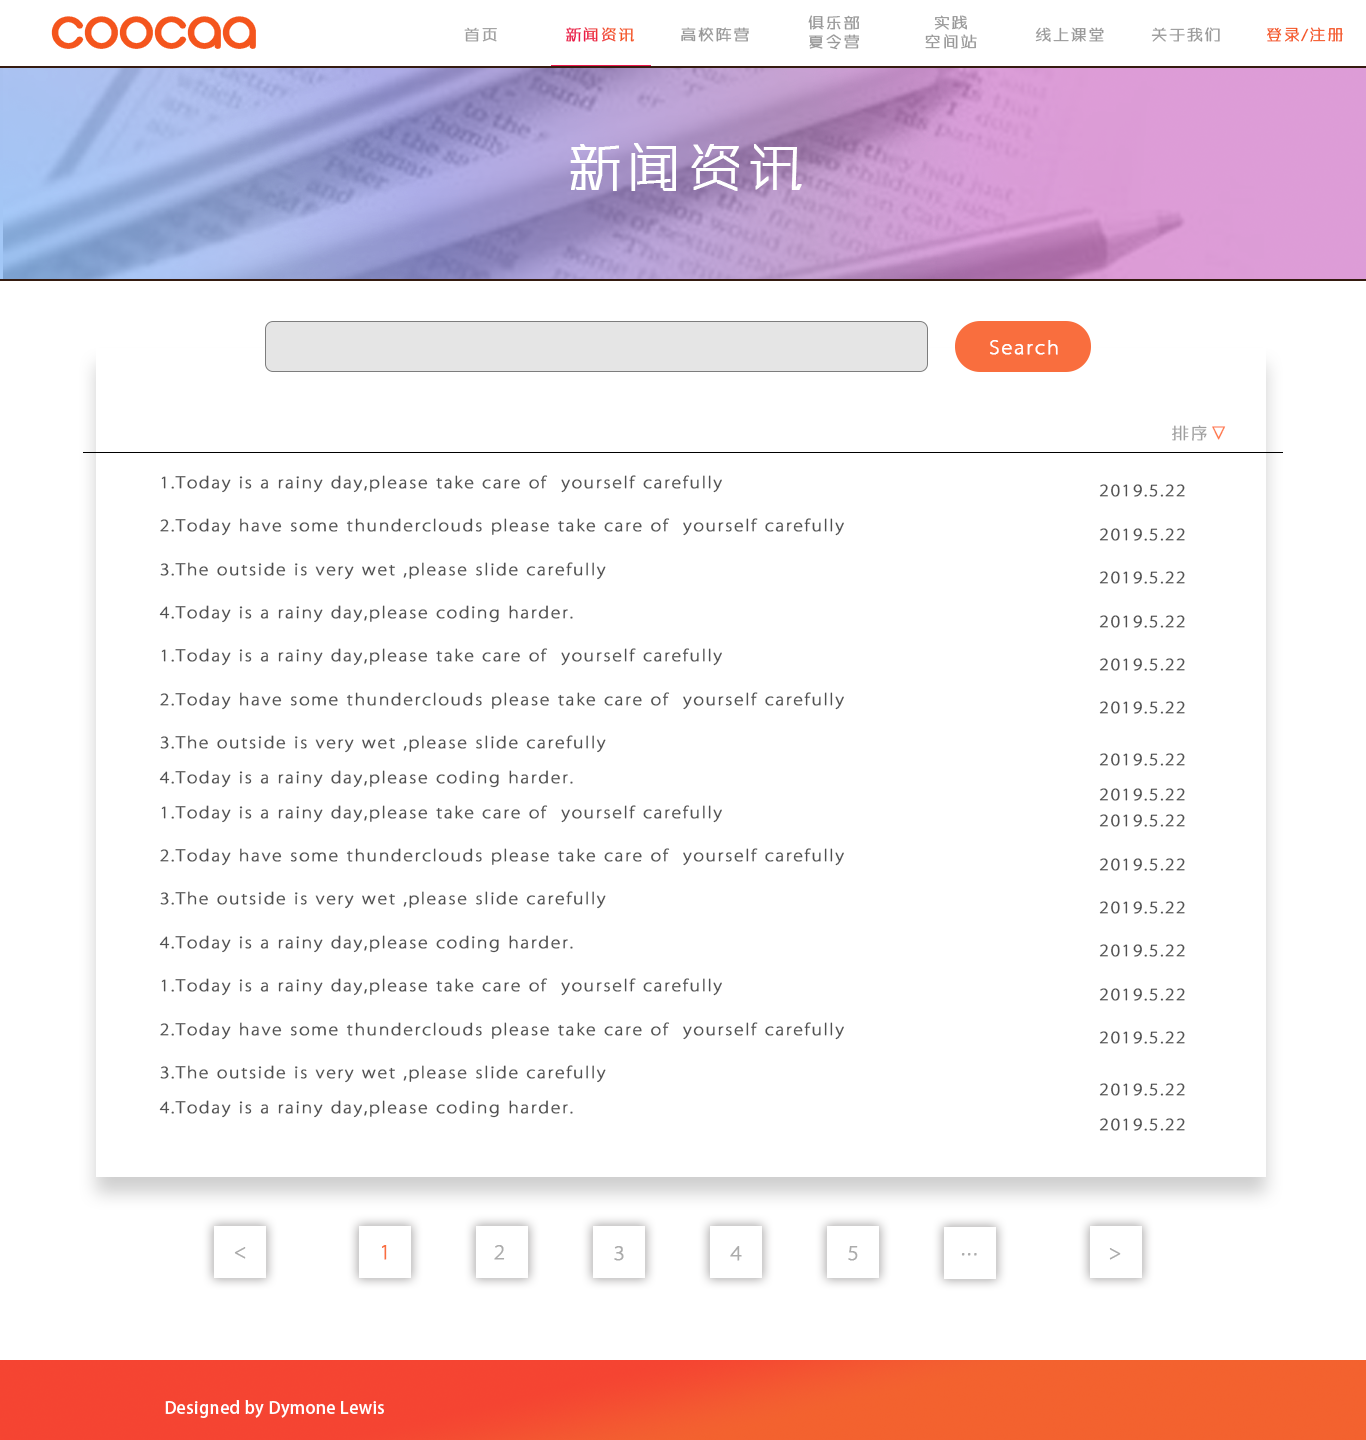 coocaa
首页
新闻资讯
高校阵营
俱乐部
夏令营
实践
空间站
线上课堂
关于我们
登录/注册
新闻资讯
Search
排序
1.Today is a rainy day,please take care of  yourself carefully
2019.5.22
2.Today have some thunderclouds please take care of  yourself carefully
2019.5.22
3.The outside is very wet ,please slide carefully
2019.5.22
4.Today is a rainy day,please coding harder.
2019.5.22
1.Today is a rainy day,please take care of  yourself carefully
2019.5.22
2.Today have some thunderclouds please take care of  yourself carefully
2019.5.22
3.The outside is very wet ,please slide carefully
2019.5.22
4.Today is a rainy day,please coding harder.
2019.5.22
1.Today is a rainy day,please take care of  yourself carefully
2019.5.22
2.Today have some thunderclouds please take care of  yourself carefully
2019.5.22
3.The outside is very wet ,please slide carefully
2019.5.22
4.Today is a rainy day,please coding harder.
2019.5.22
1.Today is a rainy day,please take care of  yourself carefully
2019.5.22
2.Today have some thunderclouds please take care of  yourself carefully
2019.5.22
3.The outside is very wet ,please slide carefully
2019.5.22
4.Today is a rainy day,please coding harder.
2019.5.22
< 1 2 3 4 5 ... >
Designed by Dymone Lewis